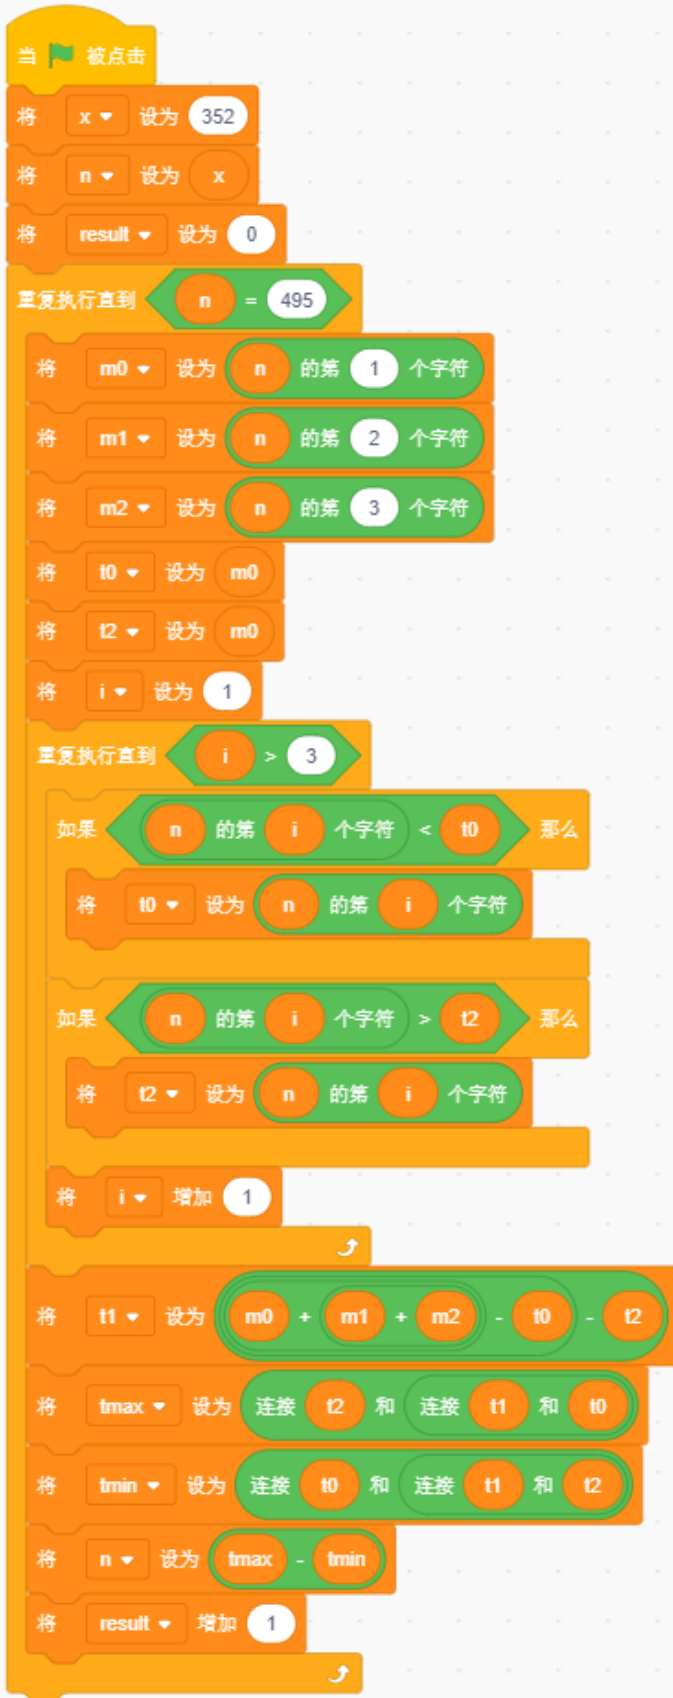 当 被点击
将 x 设为 352
将 n 设为 x
将 result 设为 0
重复执行直到 n = 495
将 m0 设为 n 的第 1 个字符
将 m1 设为 n 的第 2 个字符
将 m2 设为 n 的第 3 个字符
将 t0 设为 m0
将 t2 设为 m0
将 i 设为 1
重复执行直到 i > 3
如果 n 的第 i 个字符 < t0 那么
将 t0 设为 n 的第 i 个字符
如果 n 的第 i 个字符 > t2 那么
将 t2 设为 n 的第 i 个字符
将 i 增加 1
将 t1 设为 m0 + m1 + m2 - t0 - t2
将 tmax 设为 连接 t2 和 连接 t1 和 t0
将 tmin 设为 连接 t0 和 连接 t1 和 t2
将 n 设为 tmax - tmin
将 result 增加 1